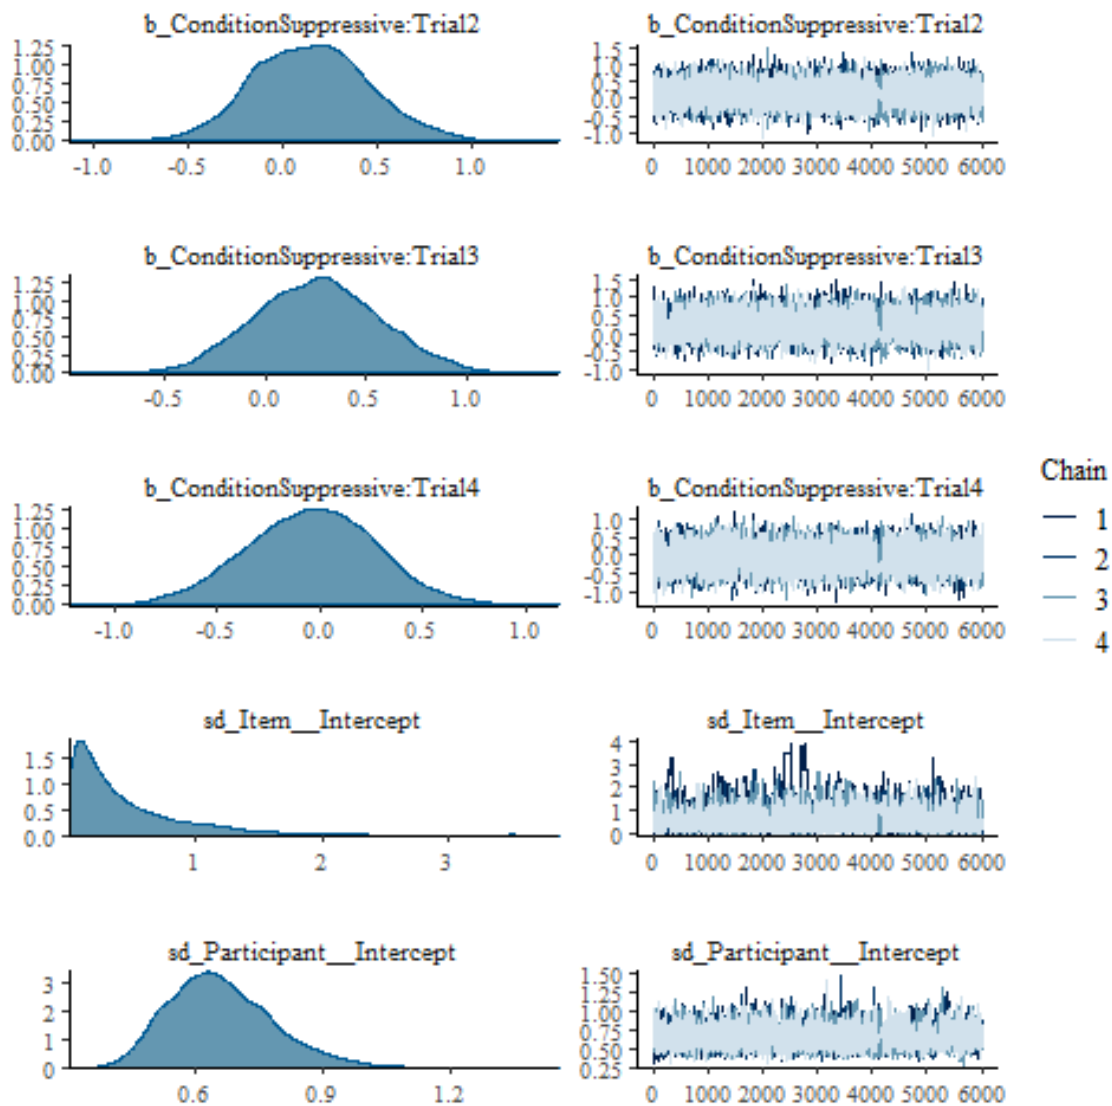 b_ConditionSuppressive:Trial2
1.25
1.00
0.75
0.50
0.25
0.00
-1.0 -0.5 0.0 0.5 1.0
b_ConditionSuppressive:Trial2
1.5
1.0
0.5
0.0
-0.5
-1.0
0 1000 2000 3000 4000 5000 6000
b_ConditionSuppressive:Trial3
1.25
1.00
0.75
0.50
0.25
0.00
-0.5 0.0 0.5 1.0
b_ConditionSuppressive:Trial3
1.5
1.0
0.5
0.0
-0.5
-1.0
0 1000 2000 3000 4000 5000 6000
b_ConditionSuppressive:Trial4
1.25
1.00
0.75
0.50
0.25
0.00
-1.0 -0.5 0.0 0.5 1.0
b_ConditionSuppressive:Trial4
1.0
0.5
0.0
-0.5
-1.0
0 1000 2000 3000 4000 5000 6000
sd_Item__Intercept
1.5
1.0
0.5
0.0
1 2 3
sd_Item__Intercept
4
3
2
1
0
0 1000 2000 3000 4000 5000 6000
sd_Participant__Intercept
3
2
1
0
0.6 0.9 1.2
sd_Participant__Intercept
1.50
1.25
1.00
0.75
0.50
0.25
0 1000 2000 3000 4000 5000 6000
Chain
1
2
3
4